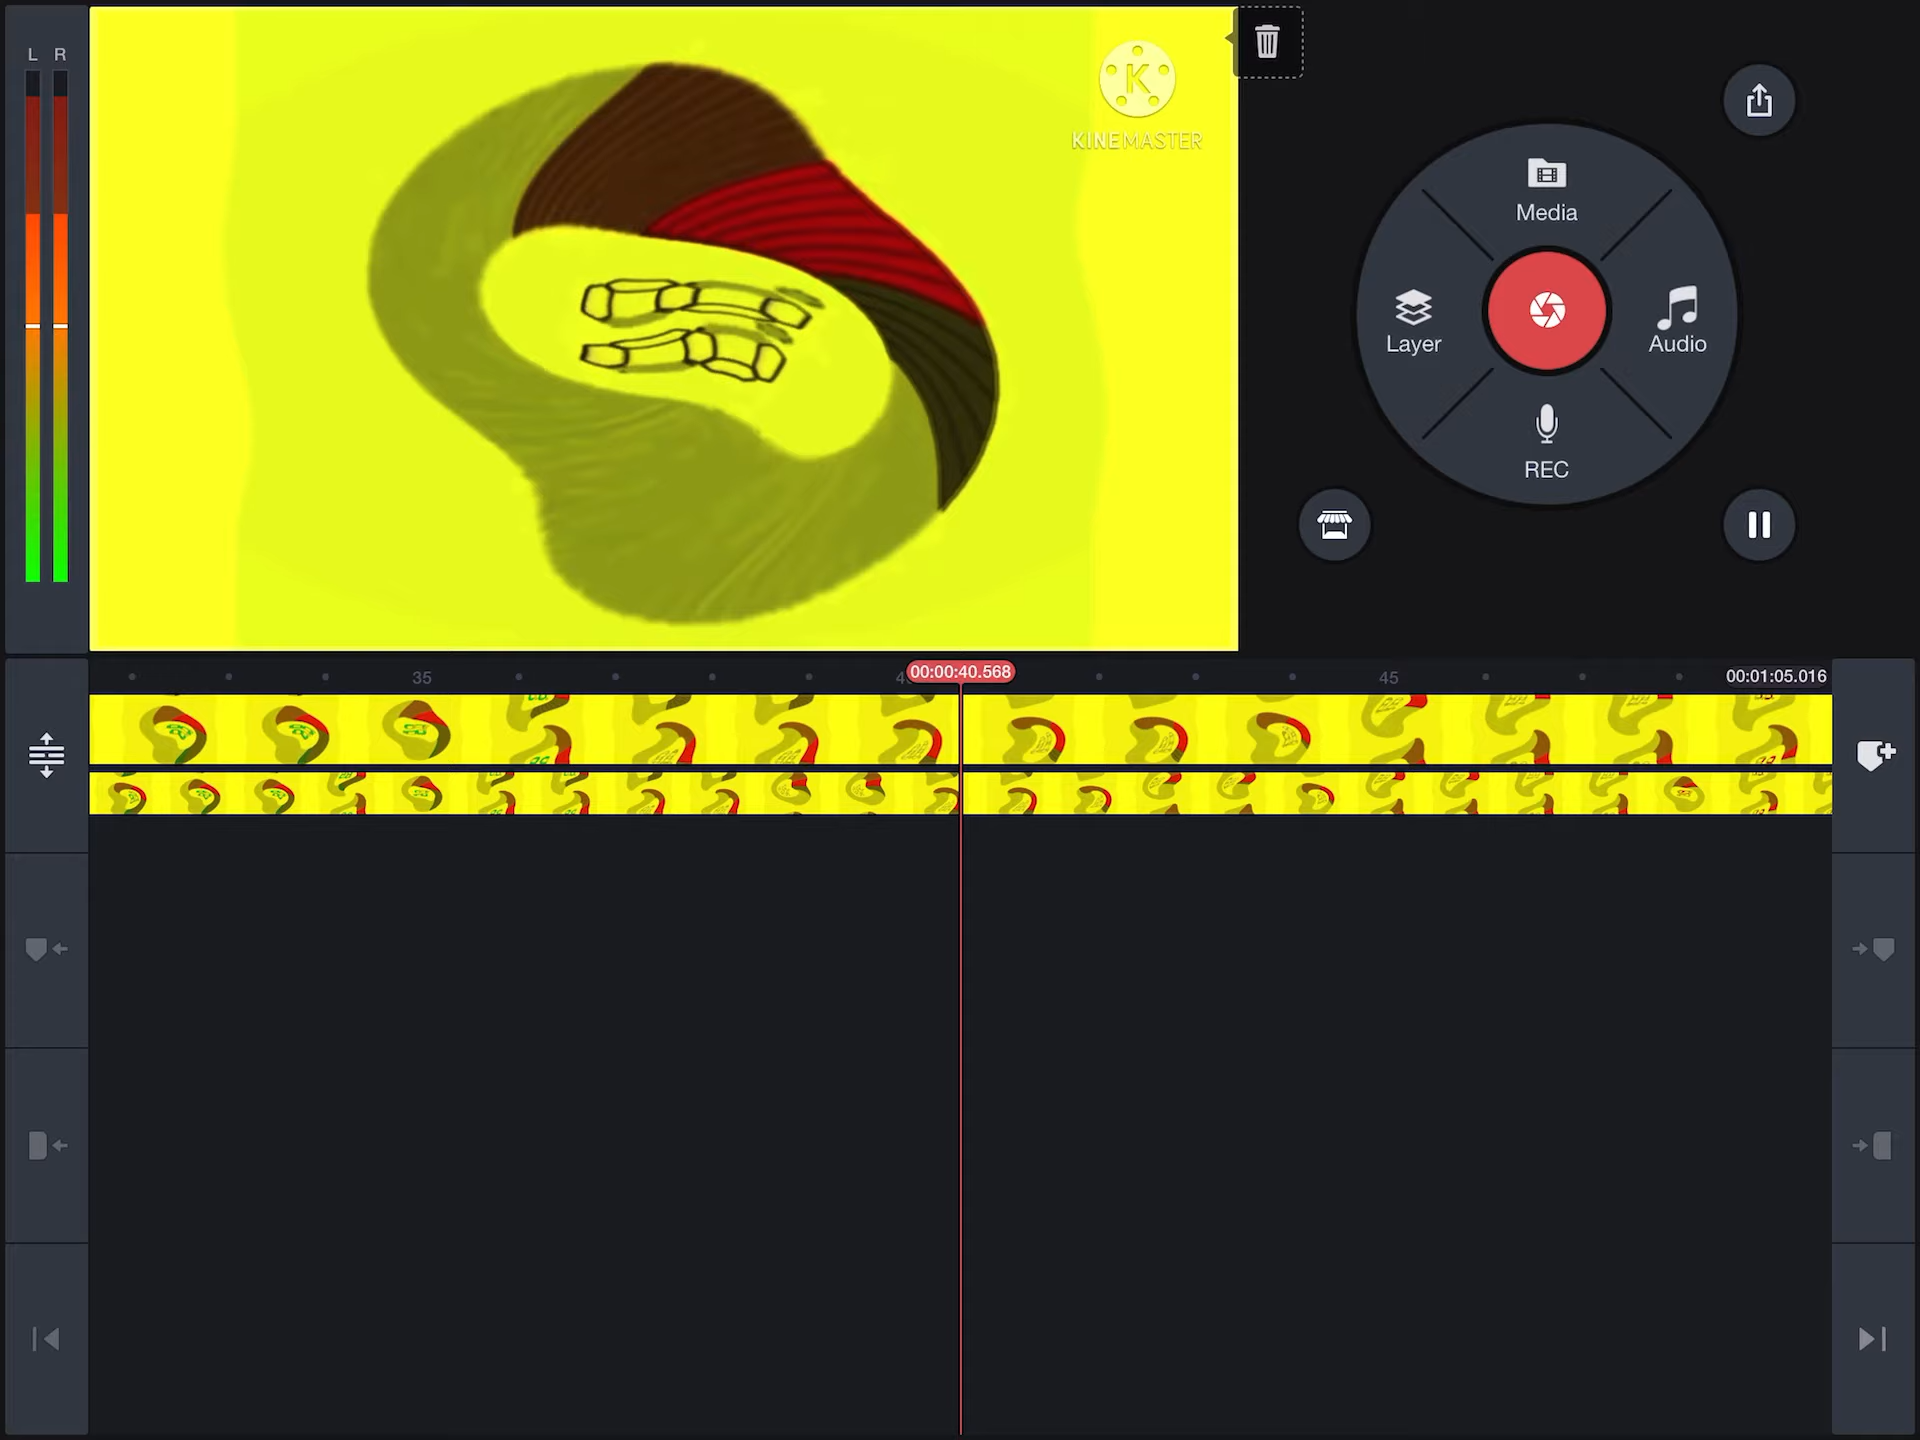 L R
K
KINEMASTER
Media
Layer
Audio
REC
35
00:00:40.568
45
00:01:05.016